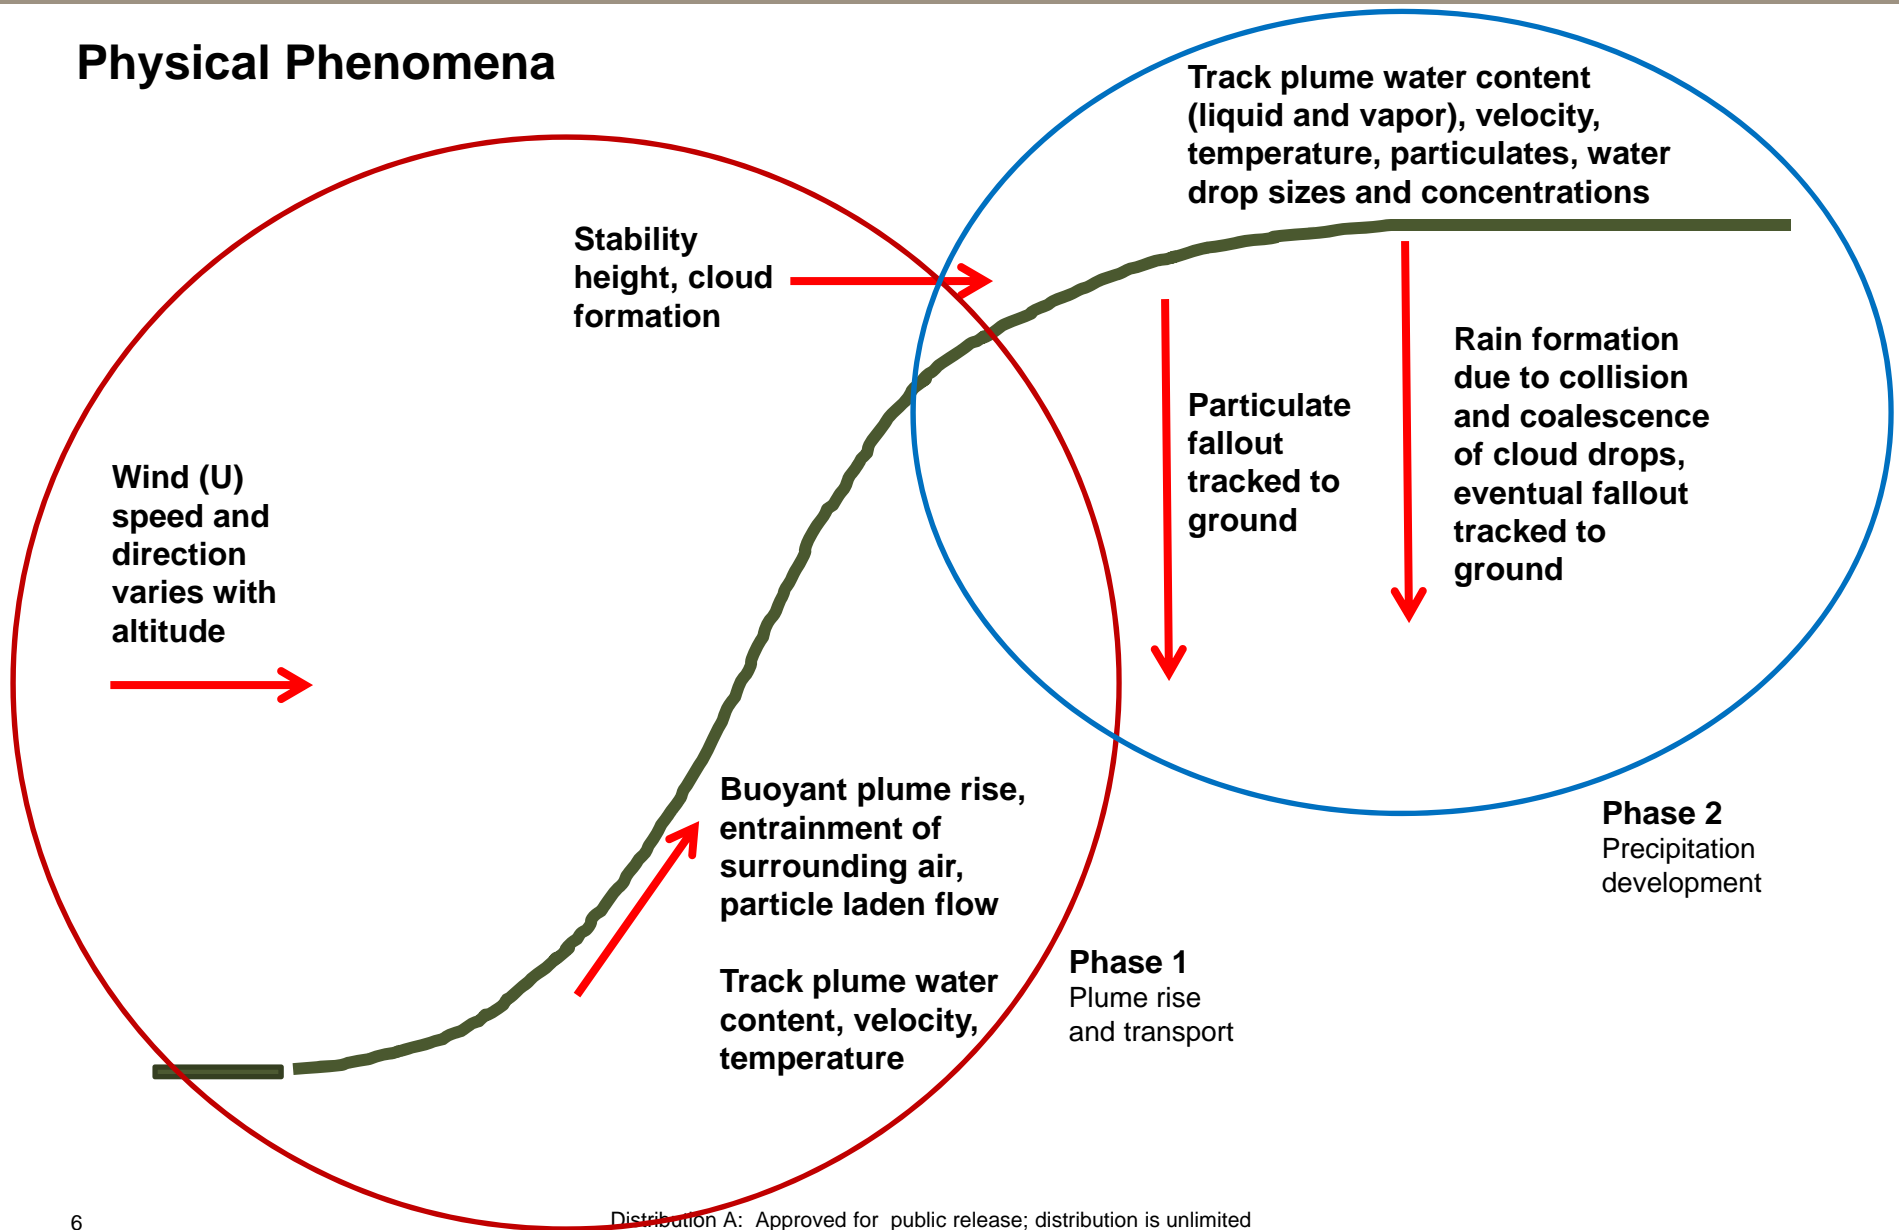 Physical Phenomena
Track plume water content
(liquid and vapor), velocity,
temperature, particulates, water
drop sizes and concentrations
Stability
height, cloud
formation
Rain formation
due to collision
and coalescence
of cloud drops,
eventual fallout
tracked to
ground
Particulate
fallout
tracked to
ground
Wind (U)
speed and
direction
varies with
altitude
Buoyant plume rise,
entrainment of
surrounding air,
particle laden flow
Track plume water
content, velocity,
temperature
Phase 2
Precipitation
development
Phase 1
Plume rise
and transport
6
Distribution A:  Approved for  public release; distribution is unlimited